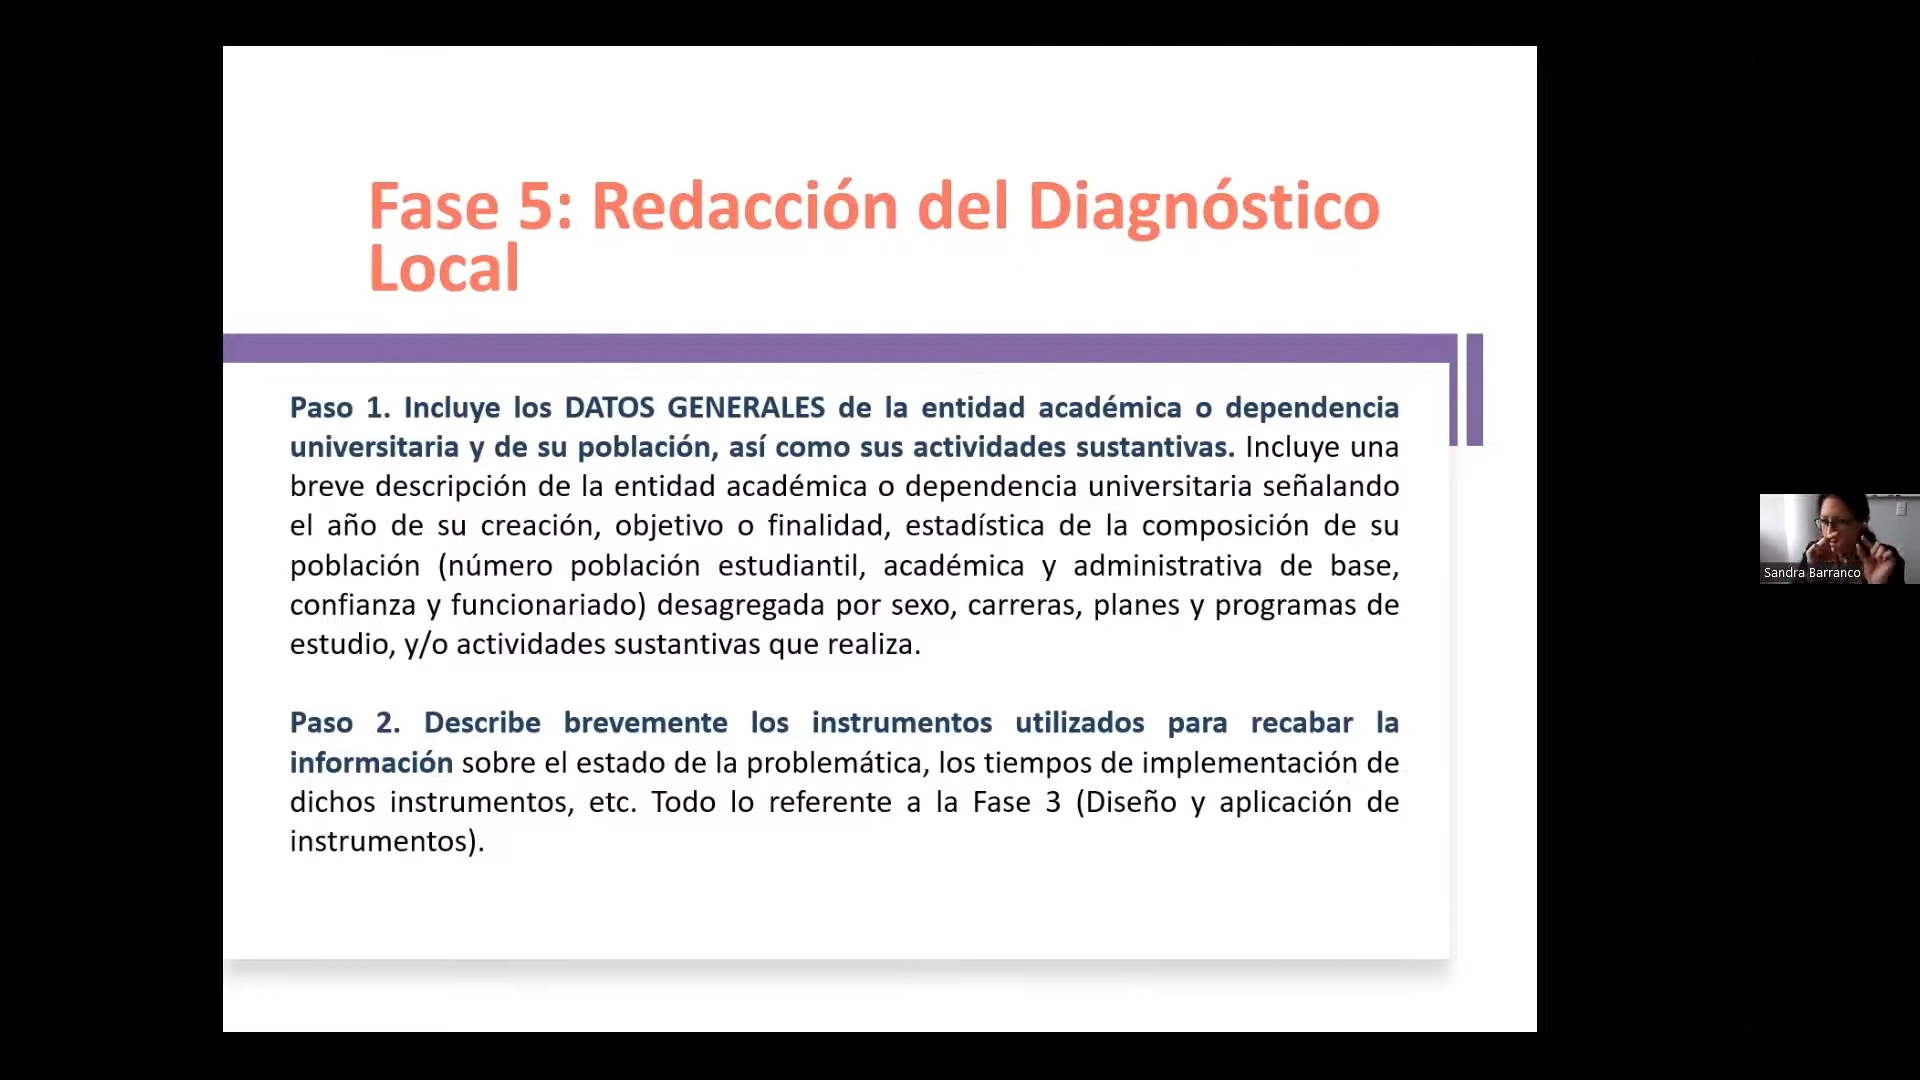 Fase 5: Redacción del Diagnóstico
Local
Paso 1. Incluye los DATOS GENERALES de la entidad académica o dependencia
universitaria y de su población, así como sus actividades sustantivas. Incluye una
breve descripción de la entidad académica o dependencia universitaria señalando
el año de su creación, objetivo o finalidad, estadística de la composición de su
población (número población estudiantil, académica y administrativa de base,
confianza y funcionariado) desagregada por sexo, carreras, planes y programas de
estudio, y/o actividades sustantivas que realiza.
Paso 2. Describe brevemente los instrumentos utilizados para recabar la
información sobre el estado de la problemática, los tiempos de implementación de
dichos instrumentos, etc. Todo lo referente a la Fase 3 (Diseño y aplicación de
instrumentos).
Sandra Barranco